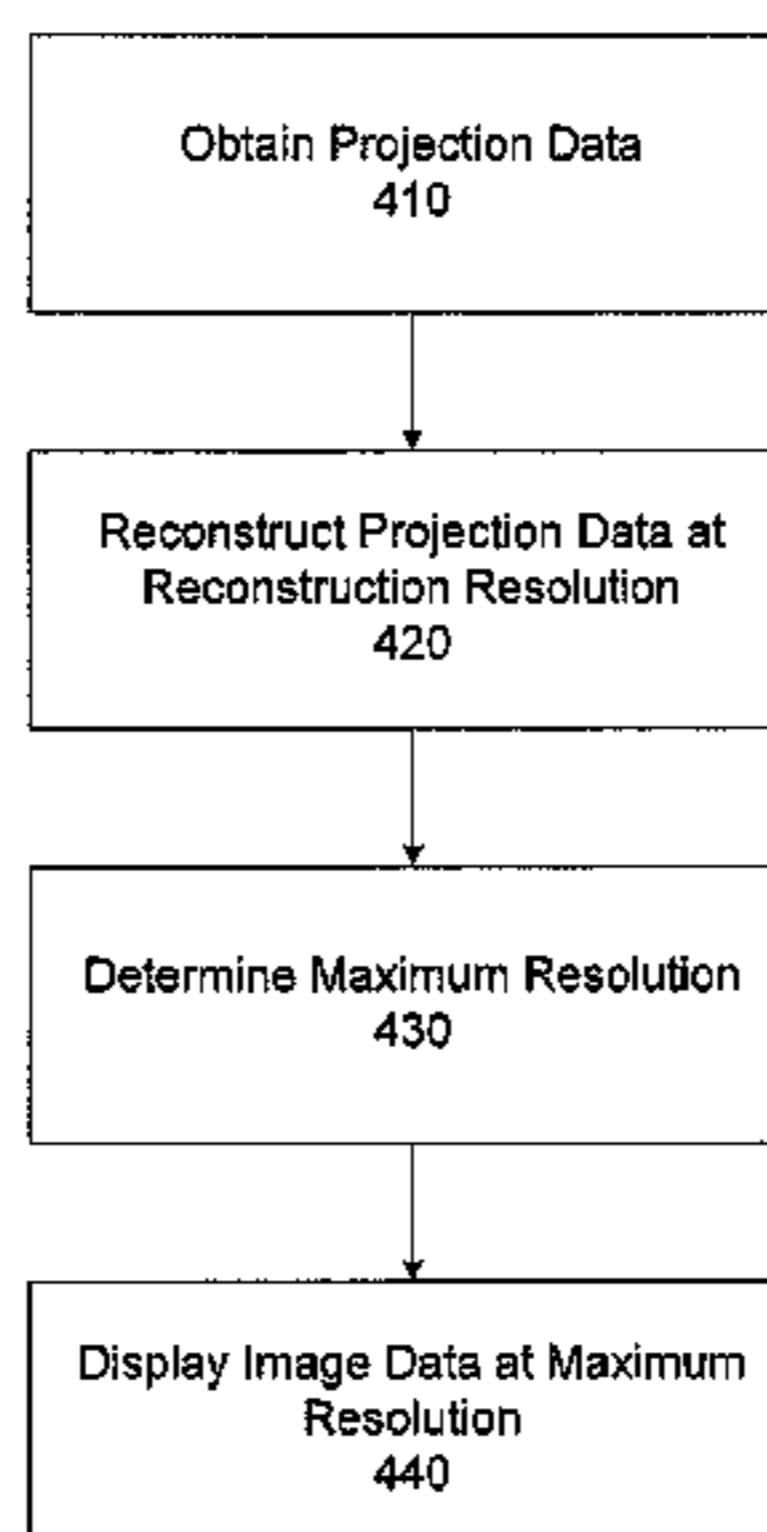 Obtain Projection Data
410
Reconstruct Projection Data at
Reconstruction Resolution
420
Determine Maximum Resolution
430
Display Image Data at Maximum
Resolution
440